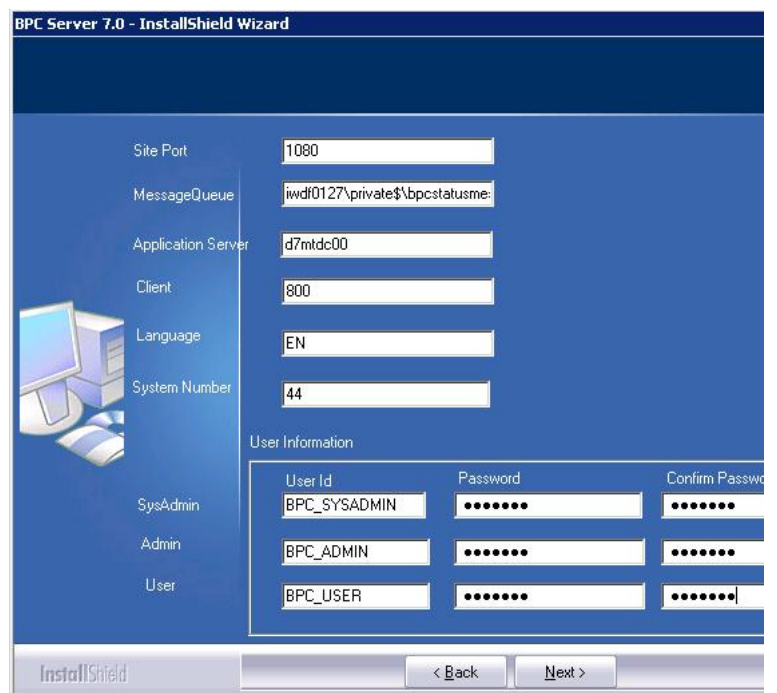 BPC Server 7.0 - InstallShield Wizard
Site Port 1080
MessageQueue iwdf0127\private$\bpcstatusme
Application Server d7mtdc00
Client 800
Language EN
System Number 44
User Information
User Id Password Confirm Passwo
SysAdmin BPC_SYSADMIN ●●●●●●● ●●●●●●●
Admin BPC_ADMIN ●●●●●●● ●●●●●●●
User BPC_USER ●●●●●●● ●●●●●●●
InstallShield < Back Next >